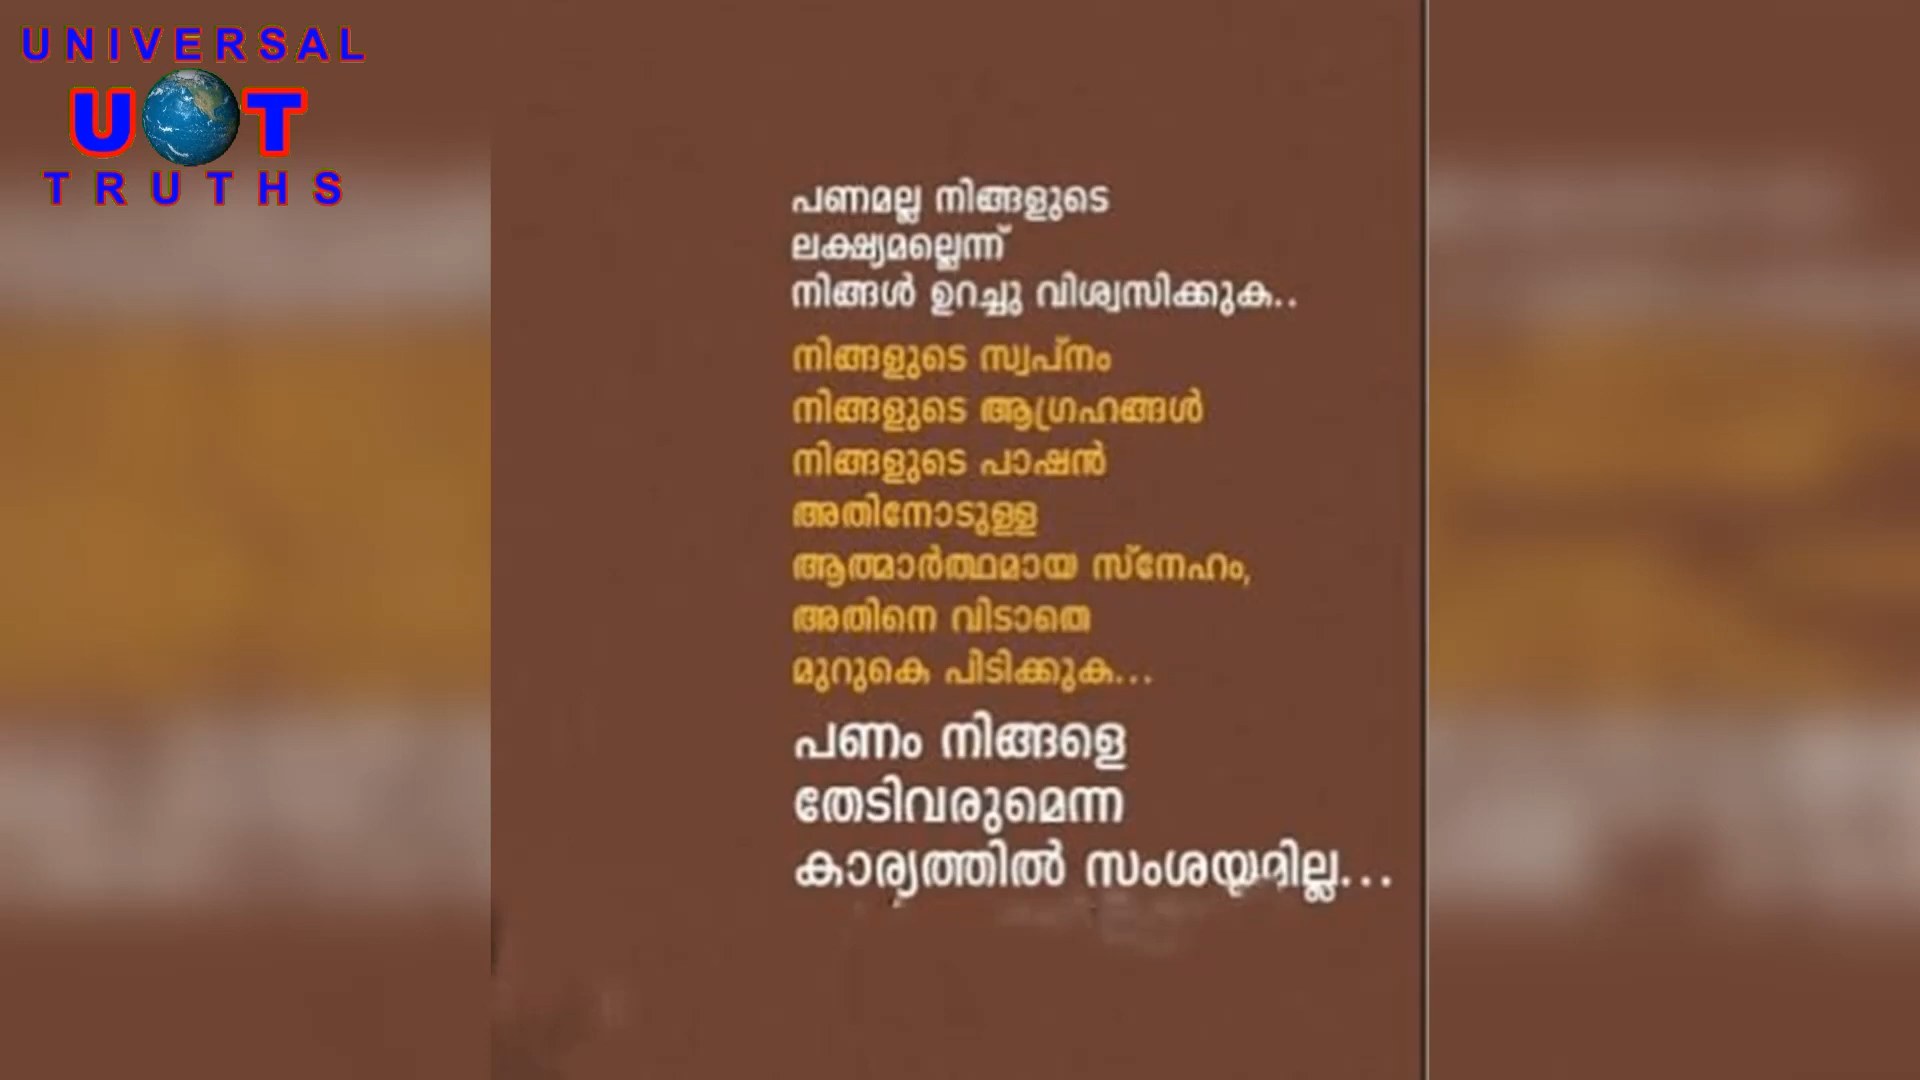 UNIVERSAL
U T
TRUTHS
പണമല്ല നിങ്ങളുടെ
ലക്ഷ്യമല്ലെന്ന്
നിങ്ങൾ ഉറച്ചു വിശ്വസിക്കുക..
നിങ്ങളുടെ സ്വപ്നം
നിങ്ങളുടെ ആഗ്രഹങ്ങൾ
നിങ്ങളുടെ പാഷൻ
അതിനോടുള്ള
ആത്മാർത്ഥമായ സ്നേഹം,
അതിനെ വിടാതെ
മുറുകെ പിടിക്കുക...
പണം നിങ്ങളെ
തേടിവരുമെന്ന
കാര്യത്തിൽ സംശയമില്ല...